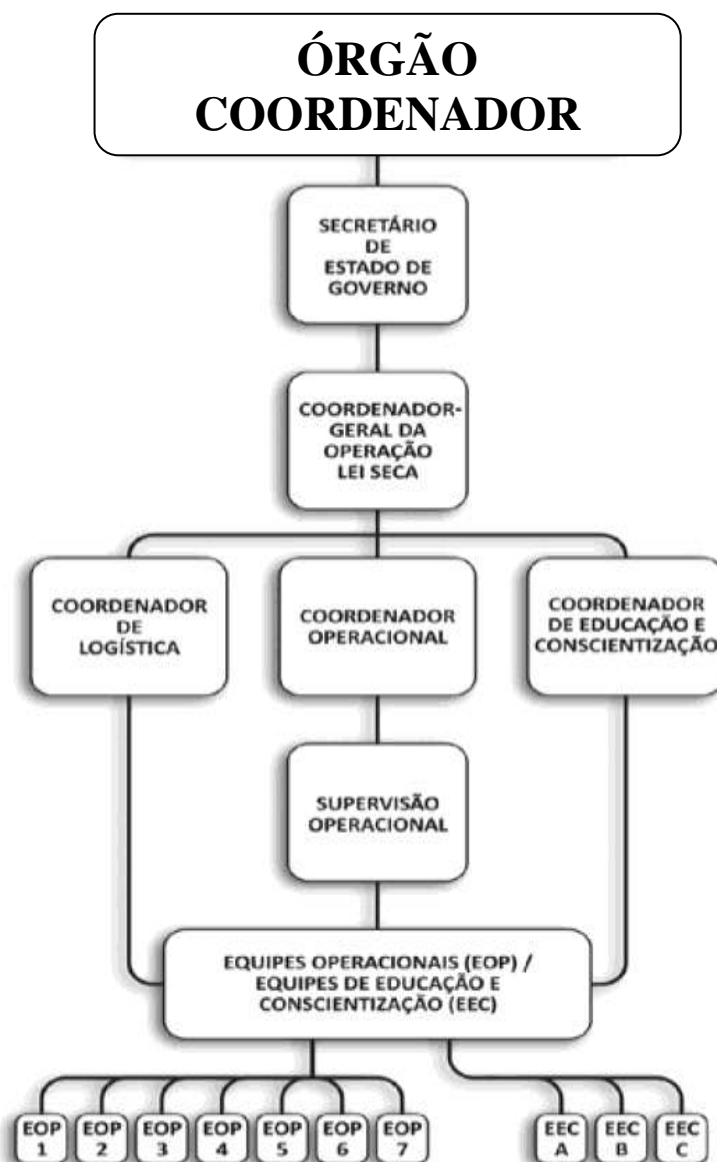 ÓRGÃO
COORDENADOR
SECRETÁRIO
DE
ESTADO DE
GOVERNO
COORDENADOR-
GERAL DA
OPERAÇÃO
LEI SECA
COORDENADOR
DE
LOGÍSTICA
COORDENADOR
OPERACIONAL
COORDENADOR
DE EDUCAÇÃO E
CONSCIENTIZAÇÃO
SUPERVISÃO
OPERACIONAL
EQUIPES OPERACIONAIS (EOP) /
EQUIPES DE EDUCAÇÃO E
CONSCIENTIZAÇÃO (EEC)
EOP
1
EOP
2
EOP
3
EOP
4
EOP
5
EOP
6
EOP
7
EEC
A
EEC
B
EEC
C